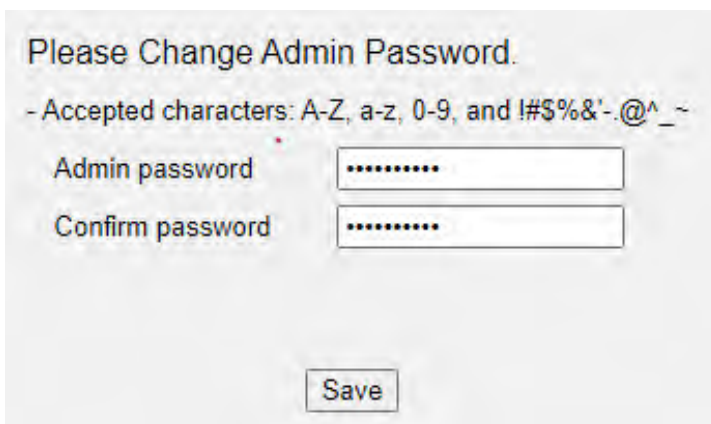 Please Change Admin Password.
- Accepted characters: A-Z, a-z, 0-9, and !#$%&'-.@^_~
Admin password ••••••••••
Confirm password ••••••••••
Save